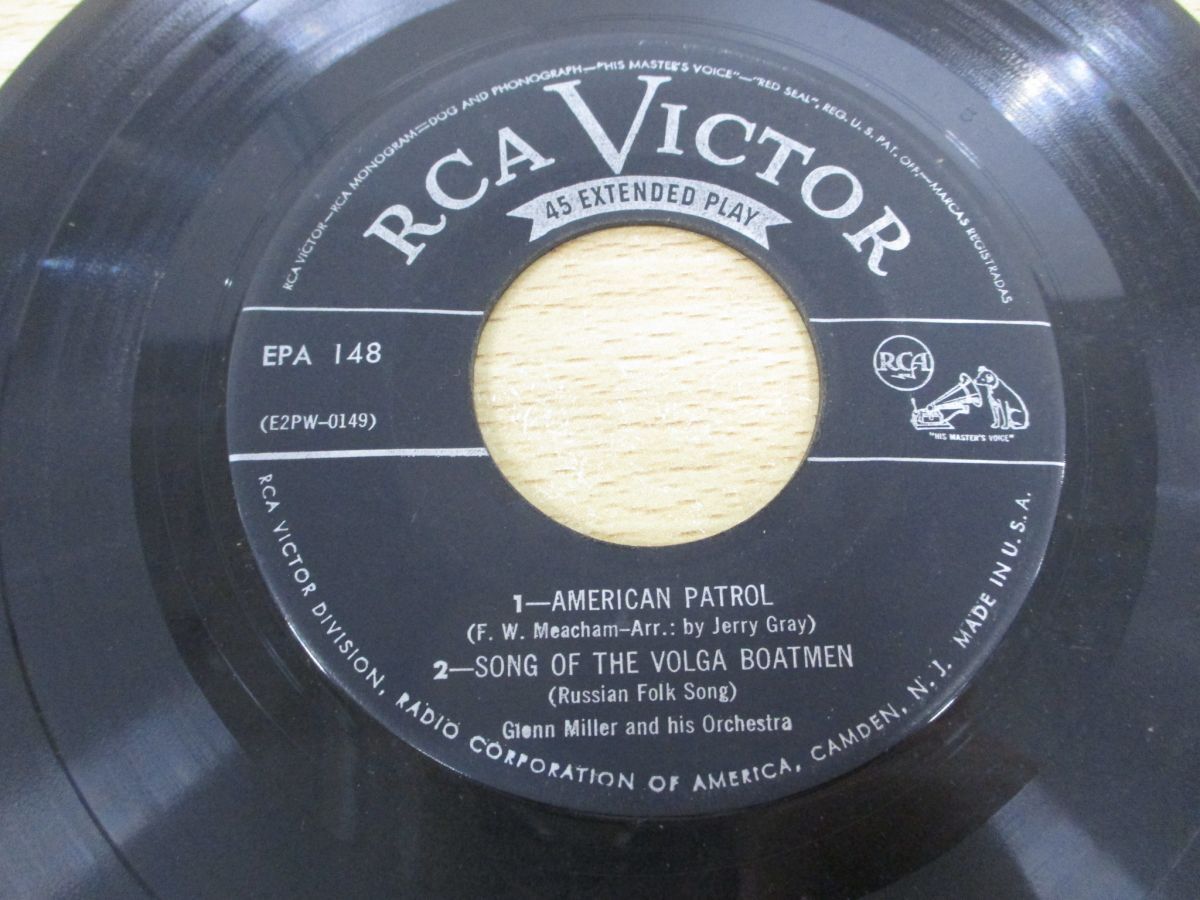 RCA VICTOR—RCA MONOGRAM—DOG AND PHONOGRAPH—"HIS MASTER'S VOICE"—"RED SEAL", REG. U. S. PAT. OFF.—MARCAS REGISTRADAS
RCA VICTOR
45 EXTENDED PLAY
EPA 148
(E2PW-0149)
RCA
"HIS MASTER'S VOICE"
1—AMERICAN PATROL
(F. W. Meacham-Arr.: by Jerry Gray)
2—SONG OF THE VOLGA BOATMEN
(Russian Folk Song)
Glenn Miller and his Orchestra
RCA VICTOR DIVISION, RADIO CORPORATION OF AMERICA, CAMDEN, N. J. MADE IN U. S. A.